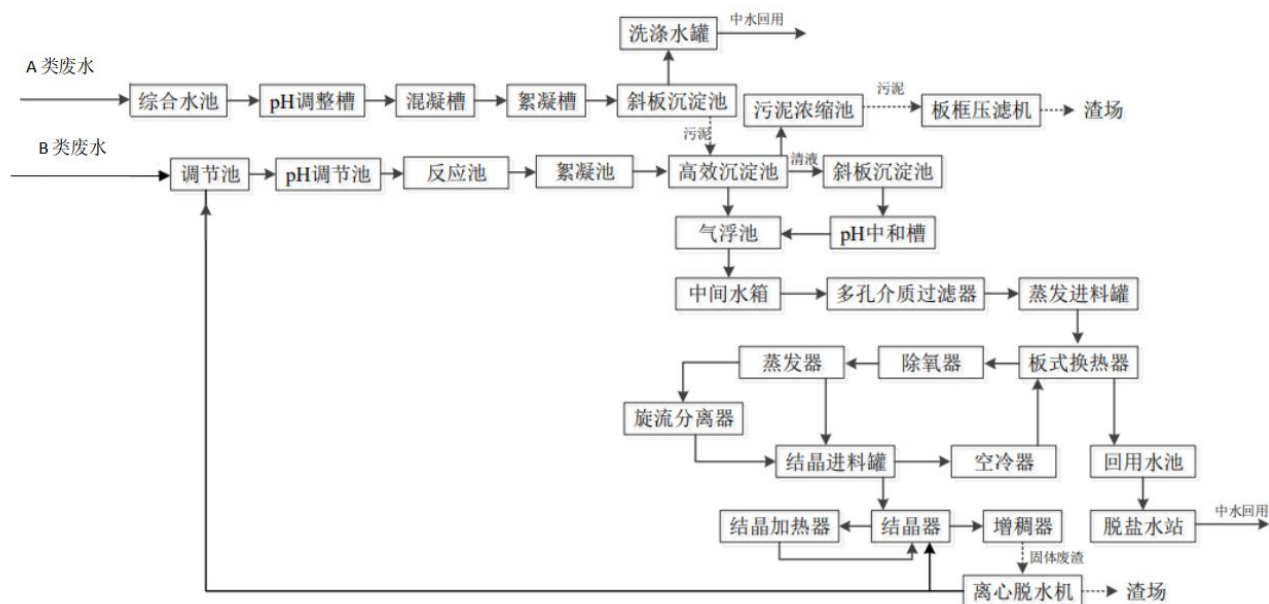 洗涤水罐
中水回用
A 类废水
综合水池
pH调整槽
混凝槽
絮凝槽
斜板沉淀池
污泥浓缩池
污泥
板框压滤机
渣场
污泥
B 类废水
调节池
pH调节池
反应池
絮凝池
高效沉淀池
清液
斜板沉淀池
气浮池
pH中和槽
中间水箱
多孔介质过滤器
蒸发进料罐
蒸发器
除氧器
板式换热器
旋流分离器
结晶进料罐
空冷器
回用水池
结晶加热器
结晶器
增稠器
脱盐水站
中水回用
固体废渣
离心脱水机
渣场